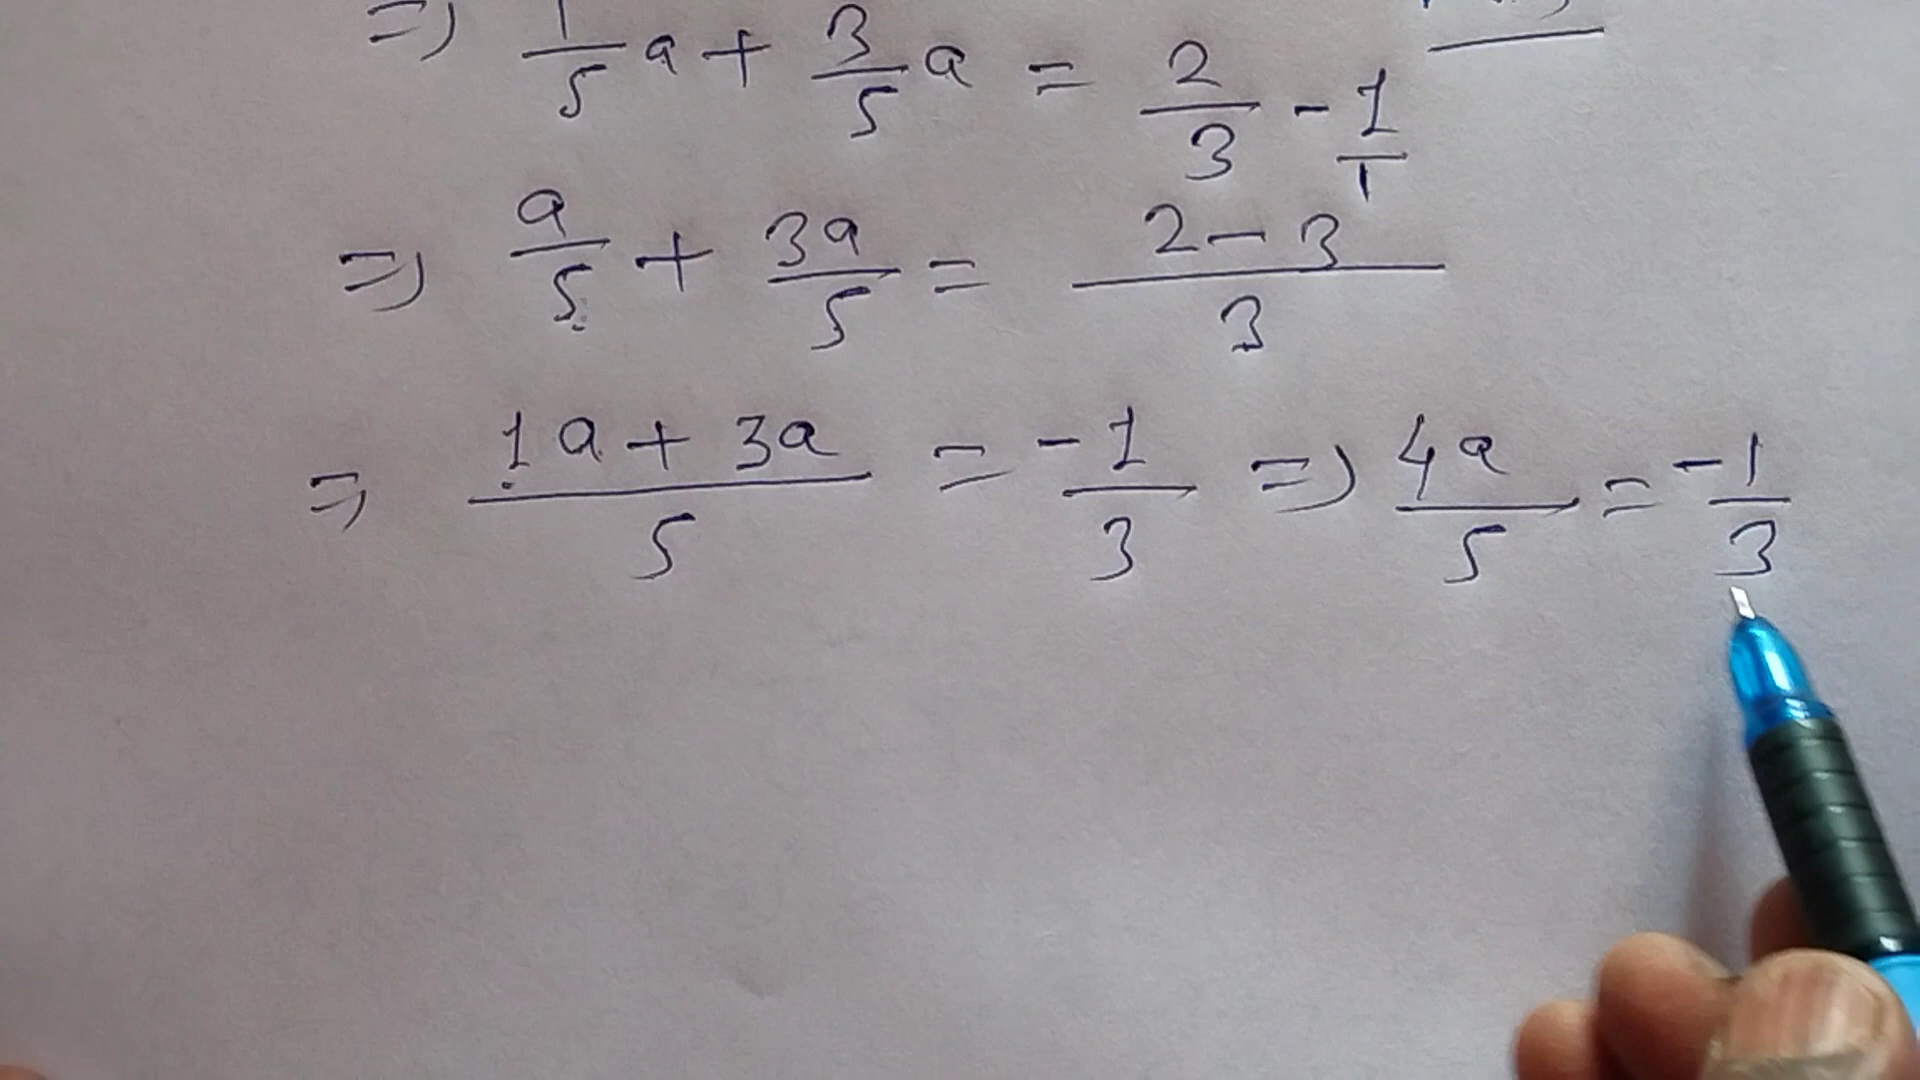 => 1/5 a + 3/5 a = 2/3 - 1/1
=> a/5 + 3a/5 = 2-3/3
=> 1a + 3a/5 = -1/3 => 4a/5 = -1/3